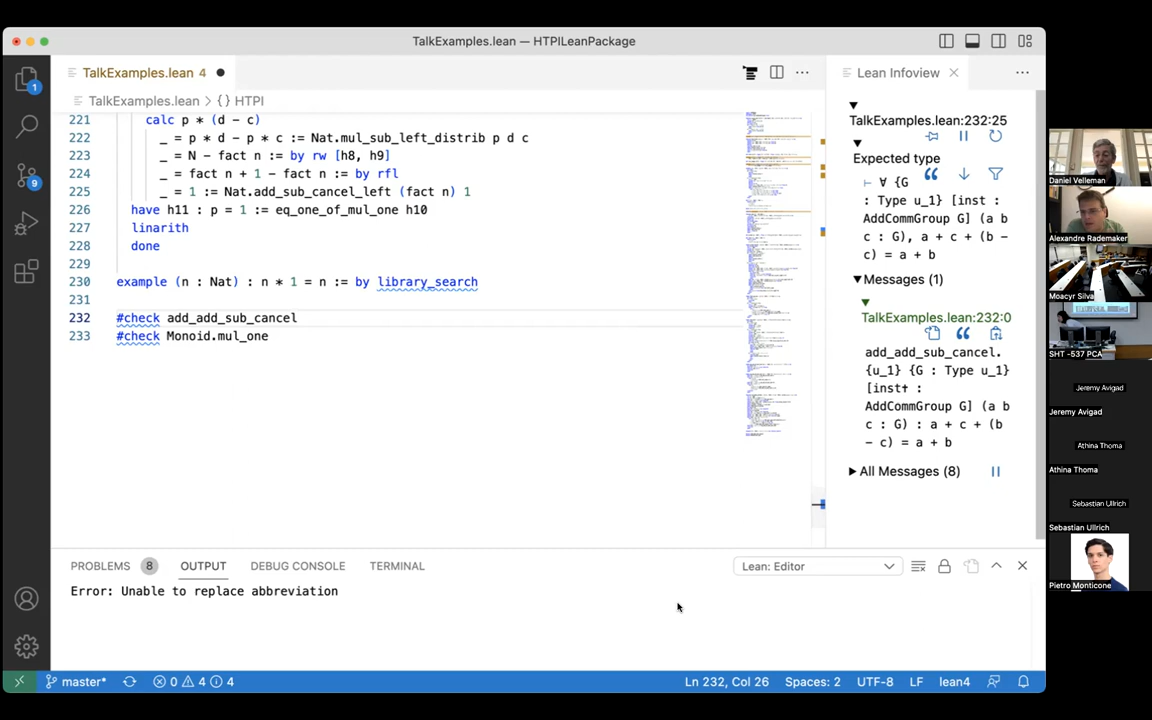 TalkExamples.lean — HTPILeanPackage
TalkExamples.lean 4
TalkExamples.lean > { } HTPI
221 calc p * (d - c)
222 _ = p * d - p * c := Nat.mul_sub_left_distrib p d c
223 _ = N - fact n := by rw [h8, h9]
224 _ = fact n + 1 - fact n := by rfl
225 _ = 1 := Nat.add_sub_cancel_left (fact n) 1
226 have h11 : p = 1 := eq_one_of_mul_one h10
227 linarith
228 done
229
230 example (n : Nat) : n * 1 = n := by library_search
231
232 #check add_add_sub_cancel
233 #check Monoid.mul_one
1
9
Lean Infoview
TalkExamples.lean:232:25
Expected type
⊢ ∀ {G
: Type u_1} [inst :
AddCommGroup G] (a b
c : G), a + c + (b -
c) = a + b
Messages (1)
TalkExamples.lean:232:0
add_add_sub_cancel.
{u_1} {G : Type u_1}
[inst† :
AddCommGroup G] (a b
c : G) : a + c + (b
- c) = a + b
All Messages (8)
PROBLEMS 8 OUTPUT DEBUG CONSOLE TERMINAL
Lean: Editor
Error: Unable to replace abbreviation
master* 0 4 4
Ln 232, Col 26 Spaces: 2 UTF-8 LF lean4
Daniel Velleman
Alexandre Rademaker
Moacyr Silva
SHT -537 PCA
Jeremy Avigad
Jeremy Avigad
Athina Thoma
Athina Thoma
Sebastian Ullrich
Sebastian Ullrich
Pietro Monticone